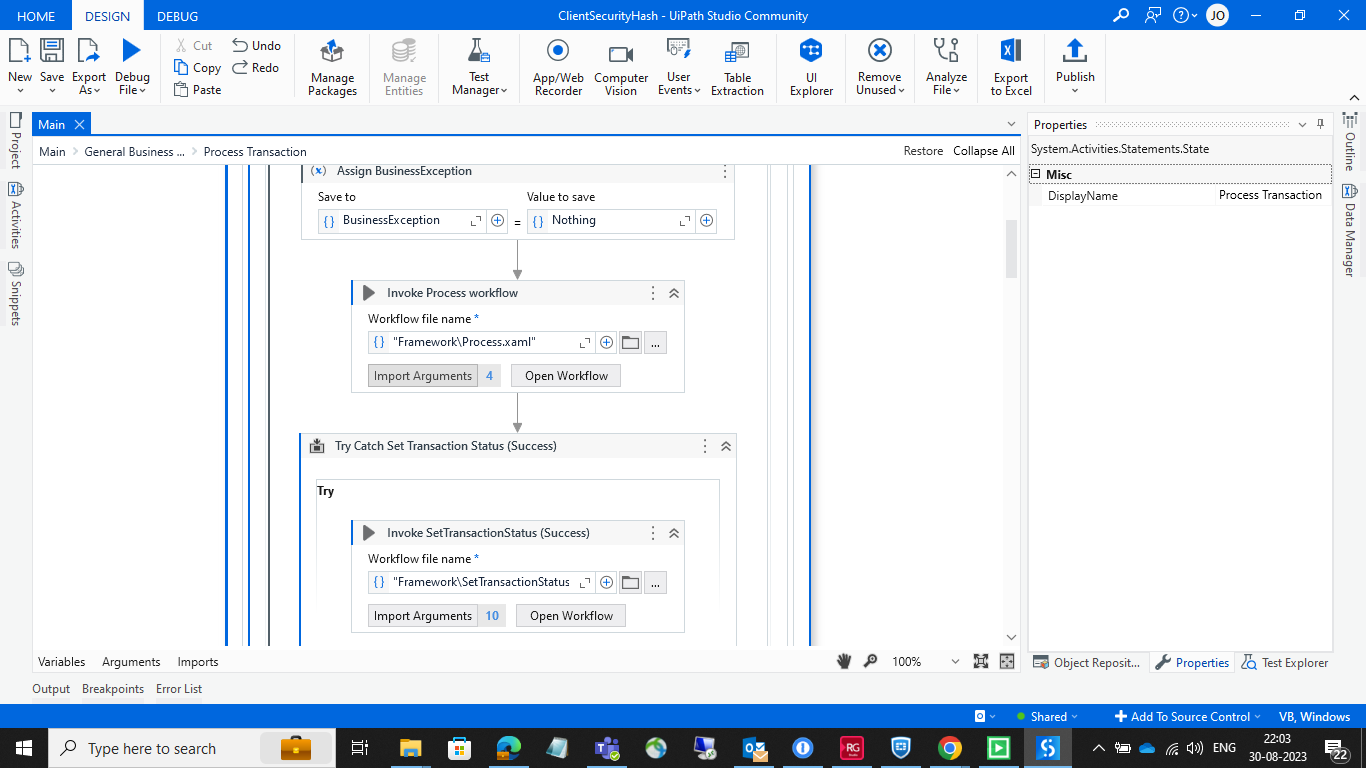 HOME DESIGN DEBUG ClientSecurityHash - UiPath Studio Community JO
New Save Export As Debug File Cut Copy Paste Undo Redo Manage Packages Manage Entities Test Manager App/Web Recorder Computer Vision User Events Table Extraction UI Explorer Remove Unused Analyze File Export to Excel Publish
Main
Main General Business ... Process Transaction Restore Collapse All
Project
Activities
Snippets
Assign BusinessException
Save to Value to save
BusinessException = Nothing
Invoke Process workflow
Workflow file name *
"Framework\Process.xaml" ...
Import Arguments 4 Open Workflow
Try Catch Set Transaction Status (Success)
Try
Invoke SetTransactionStatus (Success)
Workflow file name *
"Framework\SetTransactionStatus ...
Import Arguments 10 Open Workflow
Properties
System.Activities.Statements.State
Misc
DisplayName Process Transaction
Outline
Data Manager
Variables Arguments Imports 100%
Object Reposit... Properties Test Explorer
Output Breakpoints Error List
Shared Add To Source Control VB, Windows
Type here to search
RG
ENG
22:03
30-08-2023
22